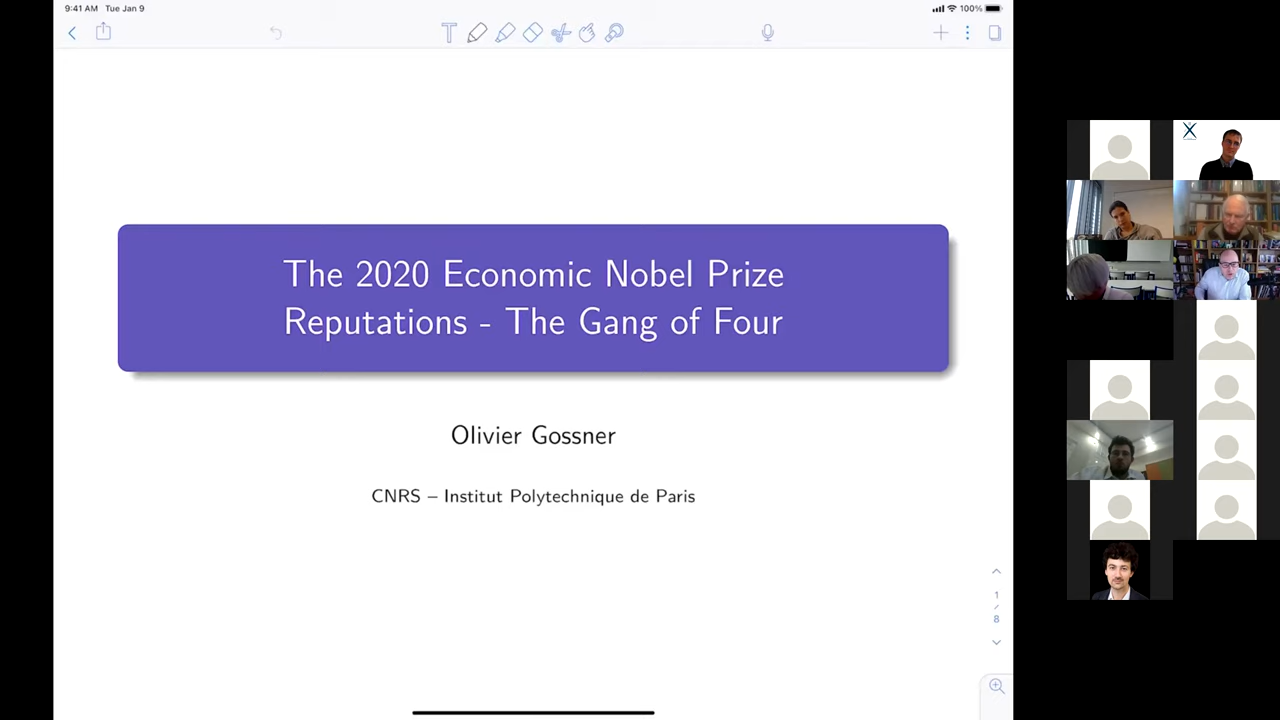 9:41 AM Tue Jan 9
100%
The 2020 Economic Nobel Prize
Reputations - The Gang of Four
Olivier Gossner
CNRS – Institut Polytechnique de Paris
1
/
8